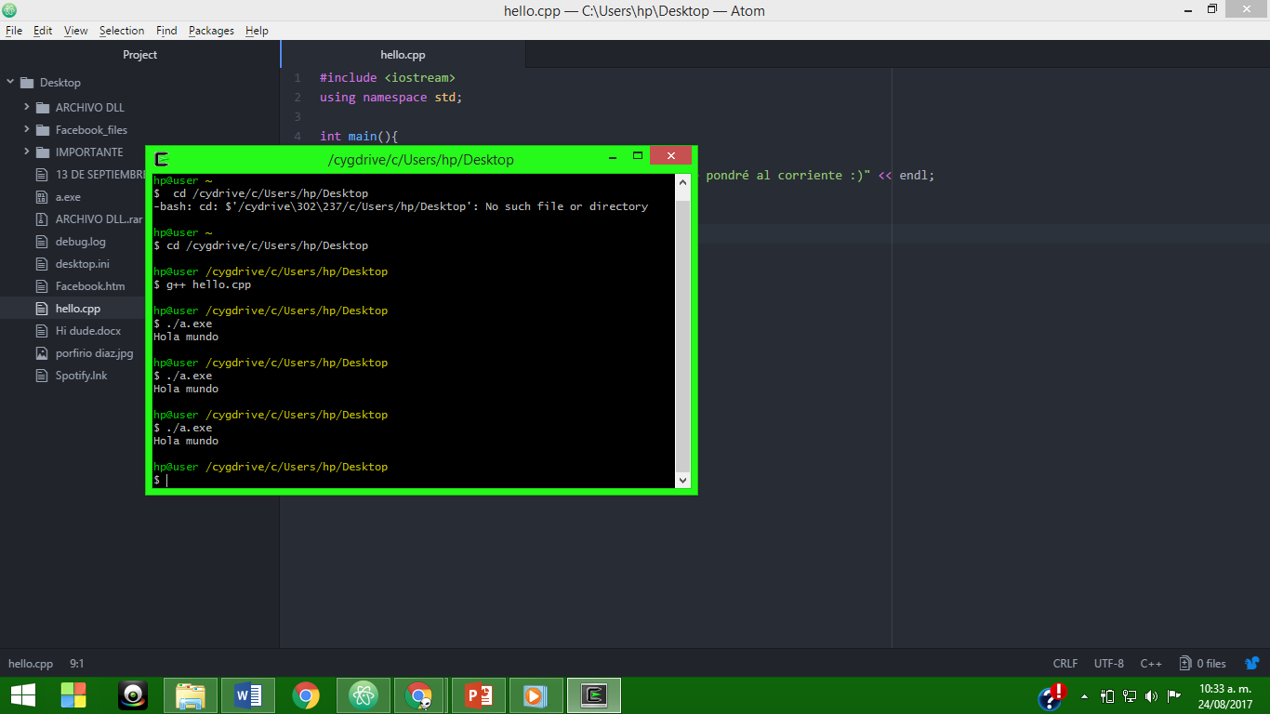 hello.cpp — C:\Users\hp\Desktop — Atom
File Edit View Selection Find Packages Help
Project
hello.cpp
Desktop
ARCHIVO DLL
Facebook_files
IMPORTANTE
13 DE SEPTIEMBRE
a.exe
ARCHIVO DLL..rar
debug.log
desktop.ini
Facebook.htm
hello.cpp
Hi dude.docx
porfirio diaz.jpg
Spotify.lnk
1 #include <iostream>
2 using namespace std;
3
4 int main(){
pondré al corriente :)" << endl;
/cygdrive/c/Users/hp/Desktop
hp@user ~
$  cd /cydrive/c/Users/hp/Desktop
-bash: cd: $'/cydrive\302\237/c/Users/hp/Desktop': No such file or directory
hp@user ~
$ cd /cygdrive/c/Users/hp/Desktop
hp@user /cygdrive/c/Users/hp/Desktop
$ g++ hello.cpp
hp@user /cygdrive/c/Users/hp/Desktop
$ ./a.exe
Hola mundo
hp@user /cygdrive/c/Users/hp/Desktop
$ ./a.exe
Hola mundo
hp@user /cygdrive/c/Users/hp/Desktop
$ ./a.exe
Hola mundo
hp@user /cygdrive/c/Users/hp/Desktop
$
hello.cpp 9:1
CRLF UTF-8 C++ 0 files
10:33 a. m.
24/08/2017